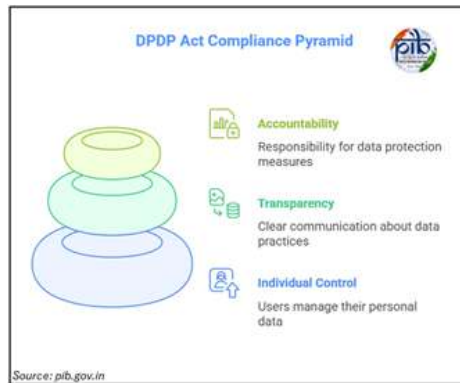 DPDP Act Compliance Pyramid
pib
Accountability
Responsibility for data protection
measures
Transparency
Clear communication about data
practices
Individual Control
Users manage their personal
data
Source: pib.gov.in